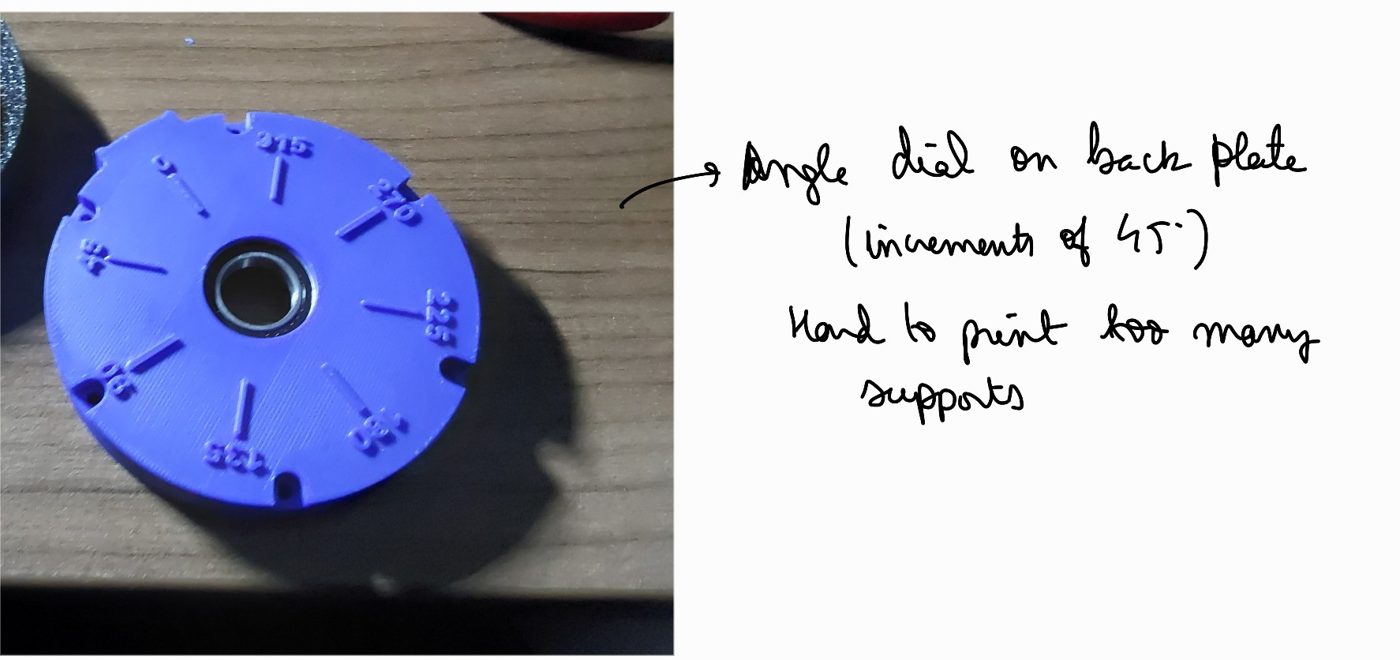 315
0
270
45
225
90
180
135
Angle dial on back plate
(increments of 45°)
Hard to print too many
supports